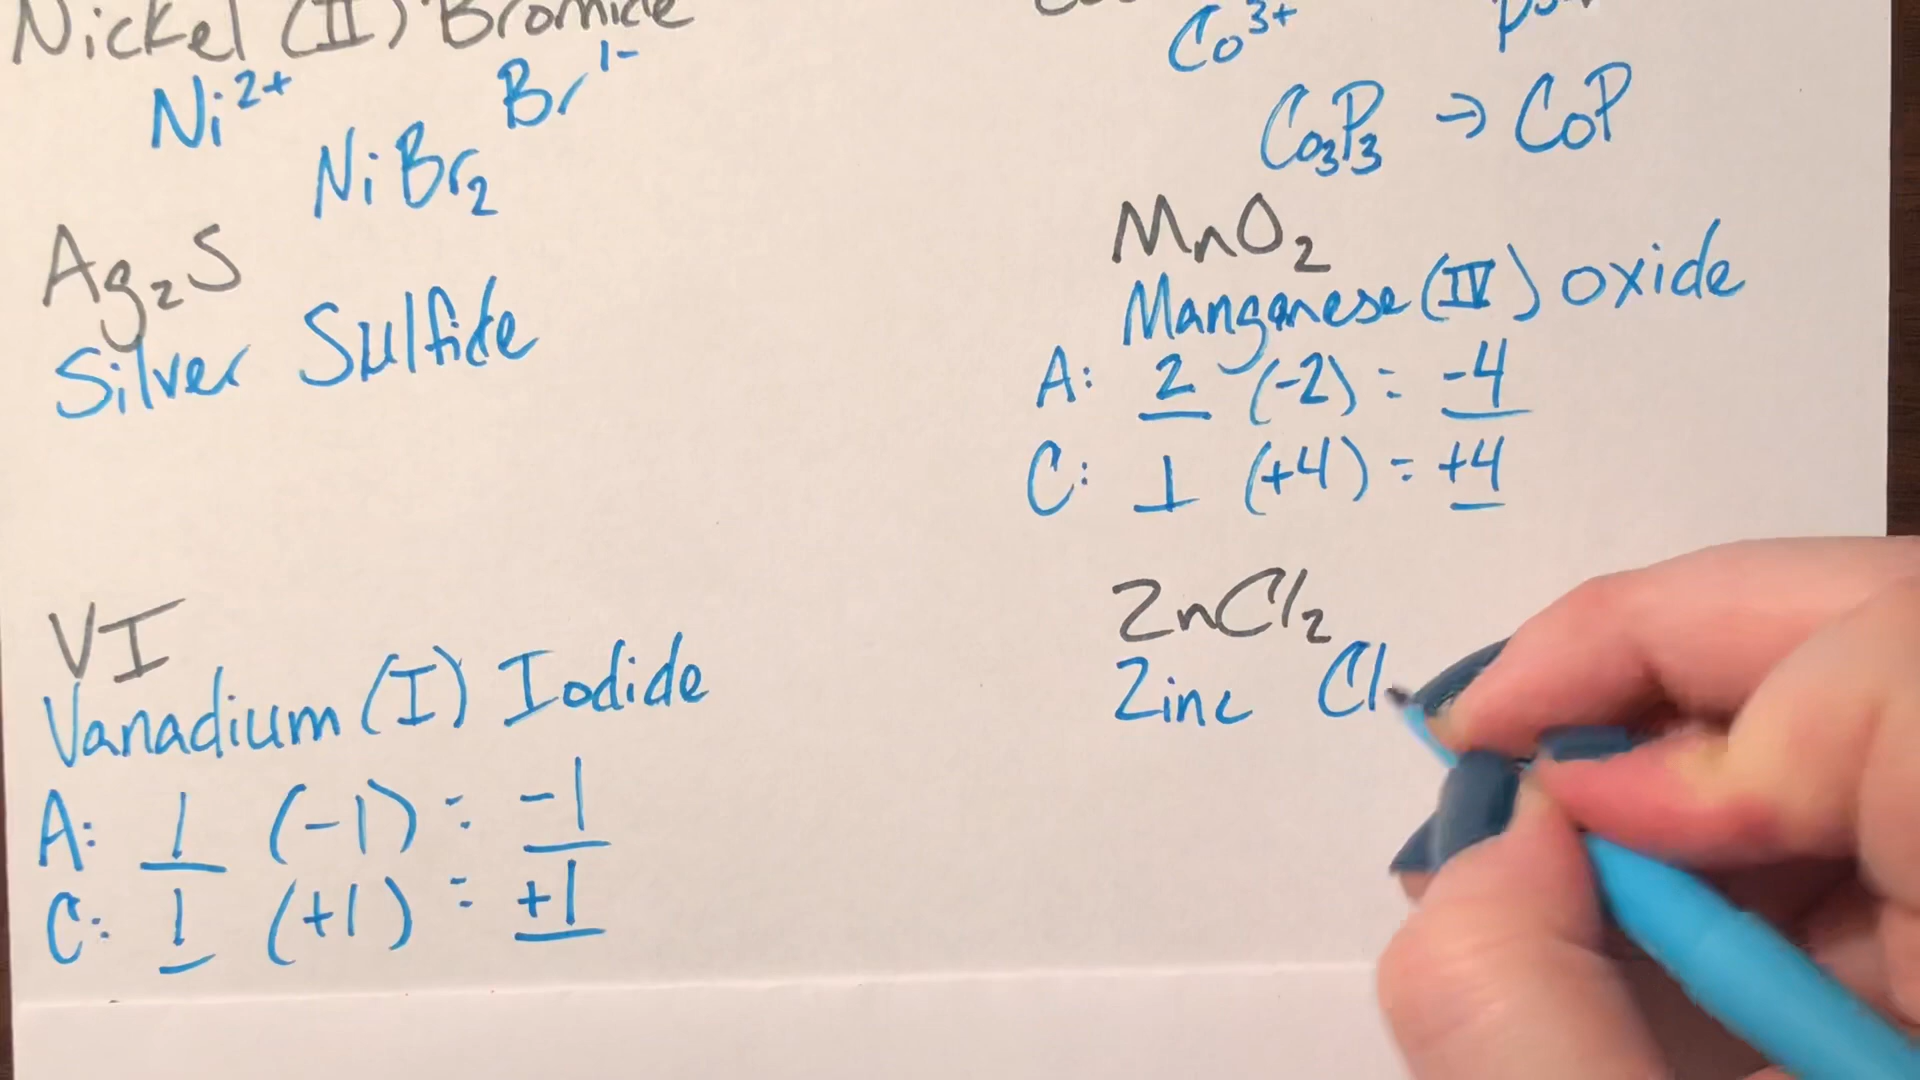 Nickel (II) Bromide
Ni2+ Br1-
NiBr2
Ag2S
Silver Sulfide
VI
Vanadium (I) Iodide
A: 1 (-1) = -1
C: 1 (+1) = +1
Co3+
Co3P3 → CoP
MnO2
Manganese (IV) oxide
A: 2 (-2) = -4
C: 1 (+4) = +4
ZnCl2
Zinc Cl